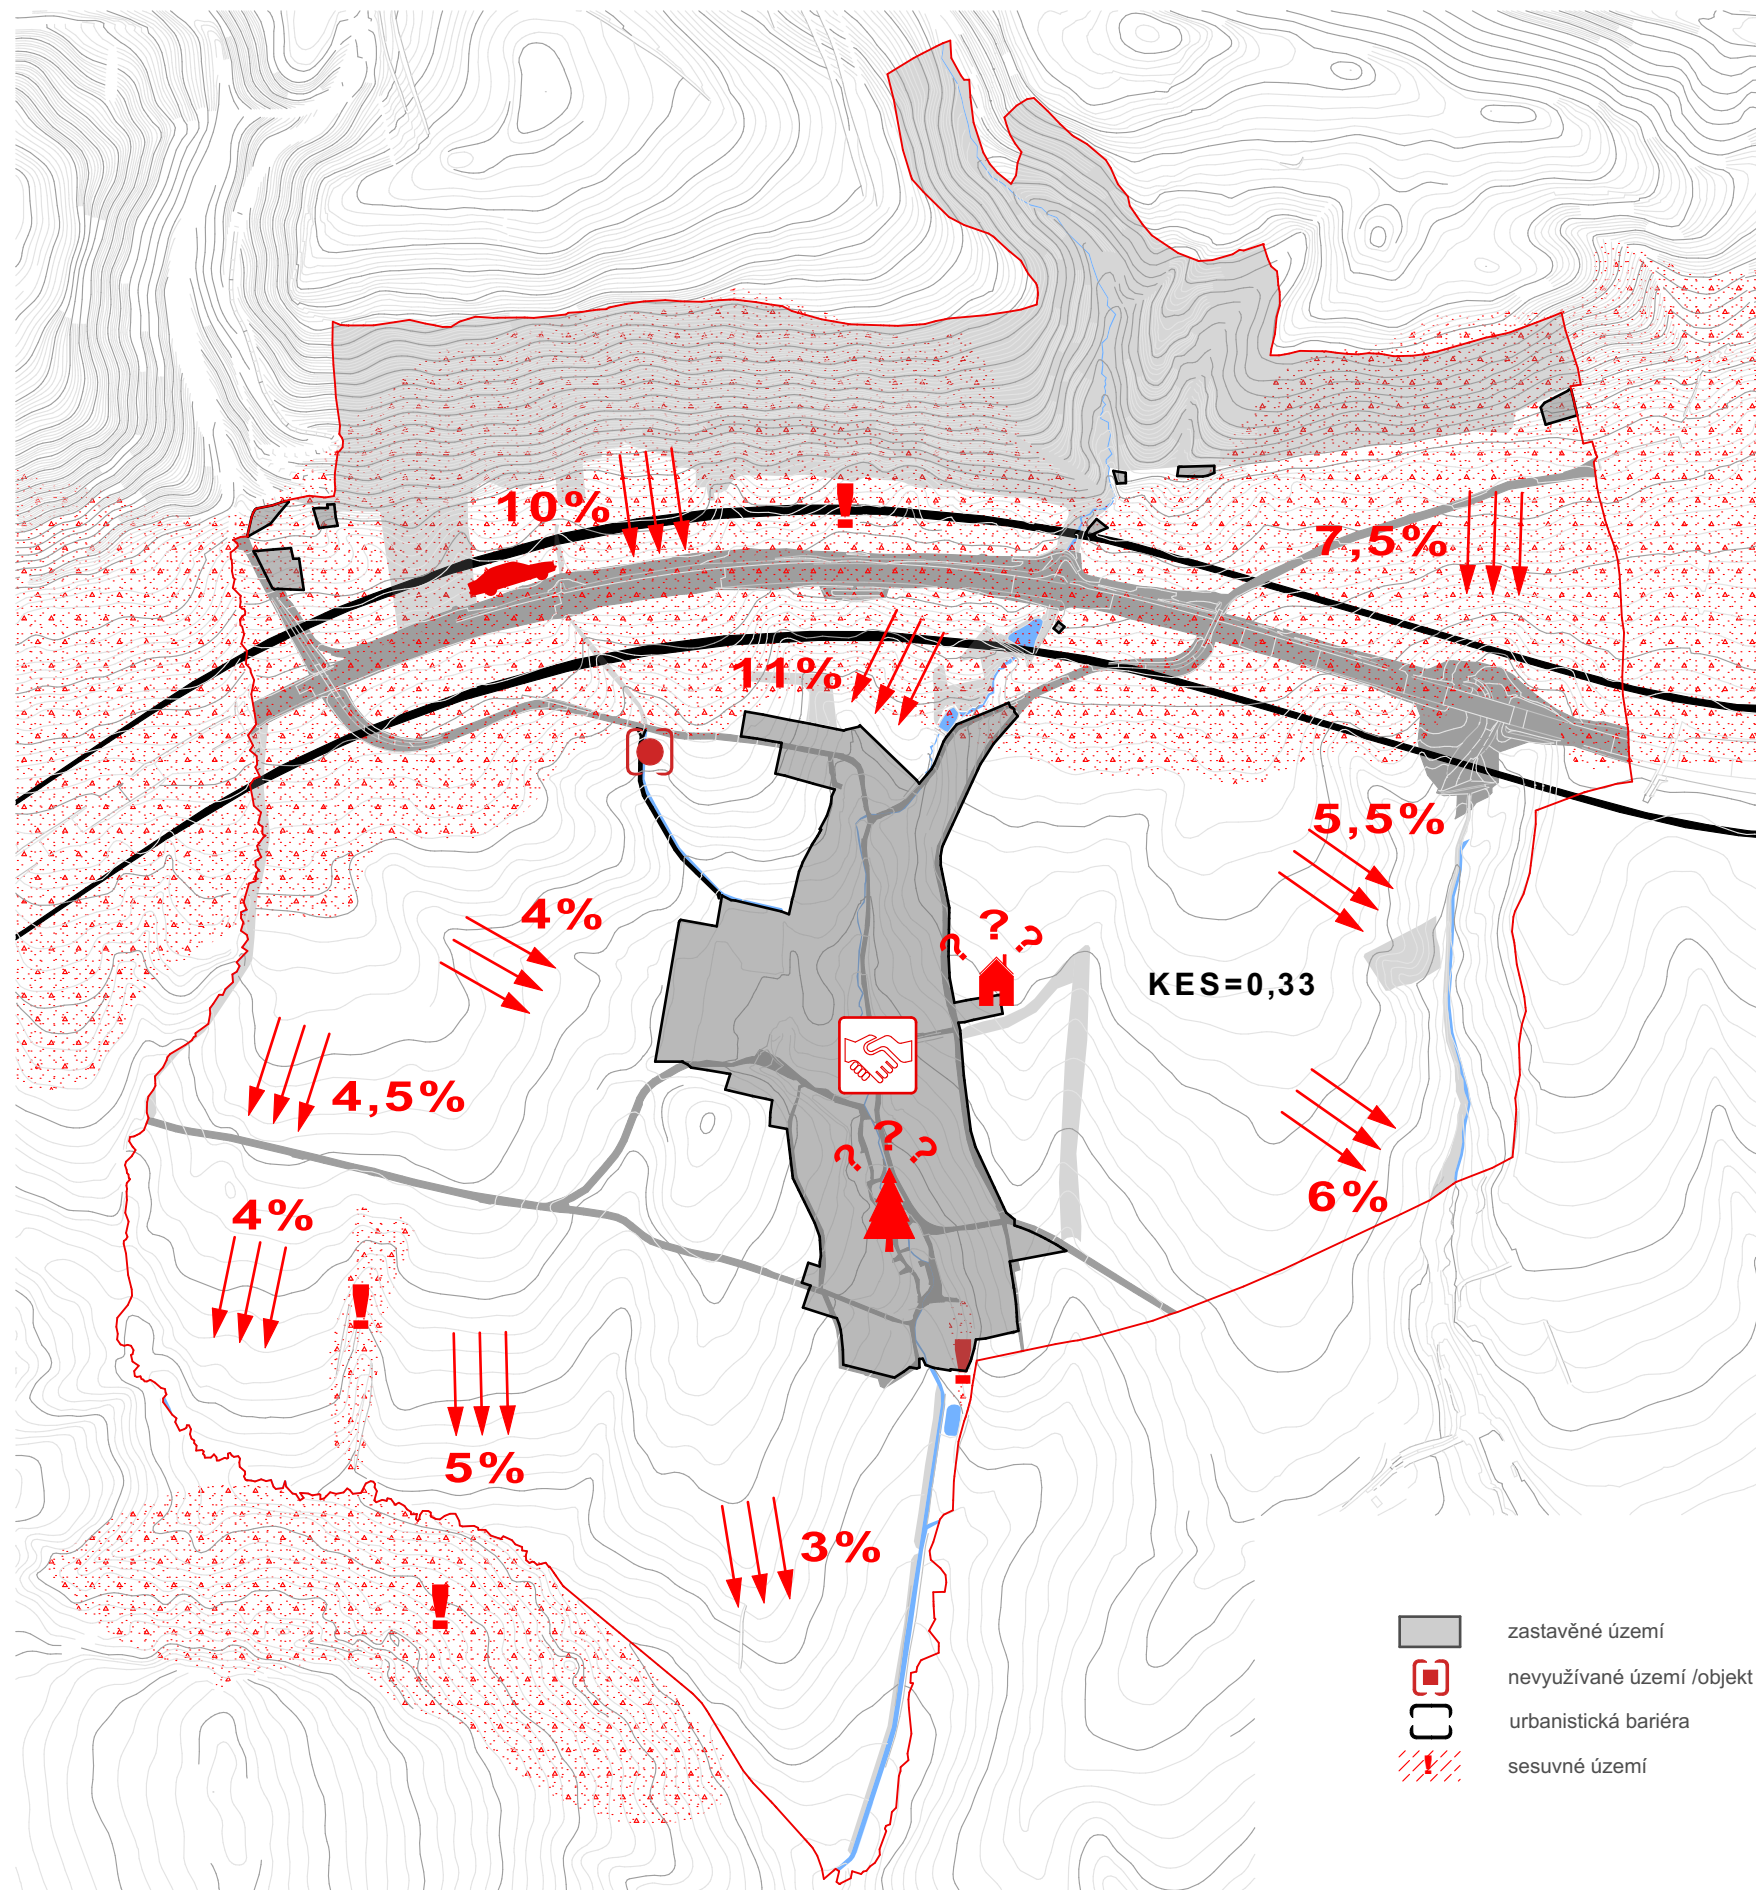 10%
!
7,5%
11%
5,5%
4%
? ? ?
KES=0,33
4,5%
? ? ?
6%
4%
!
!
5%
3%
!
zastavěné území
nevyužívané území /objekt
urbanistická bariéra
! sesuvné území